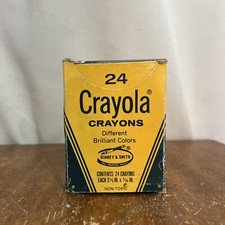 24
Crayola®
CRAYONS
Different
Brilliant Colors
BINNEY & SMITH
CONTENTS: 24 CRAYONS
NON-TOXIC